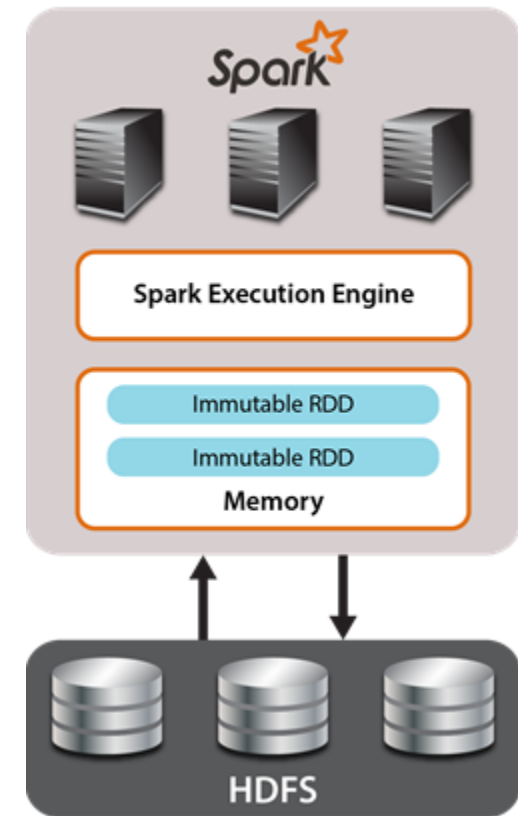 Spark
Spark Execution Engine
Immutable RDD
Immutable RDD
Memory
HDFS